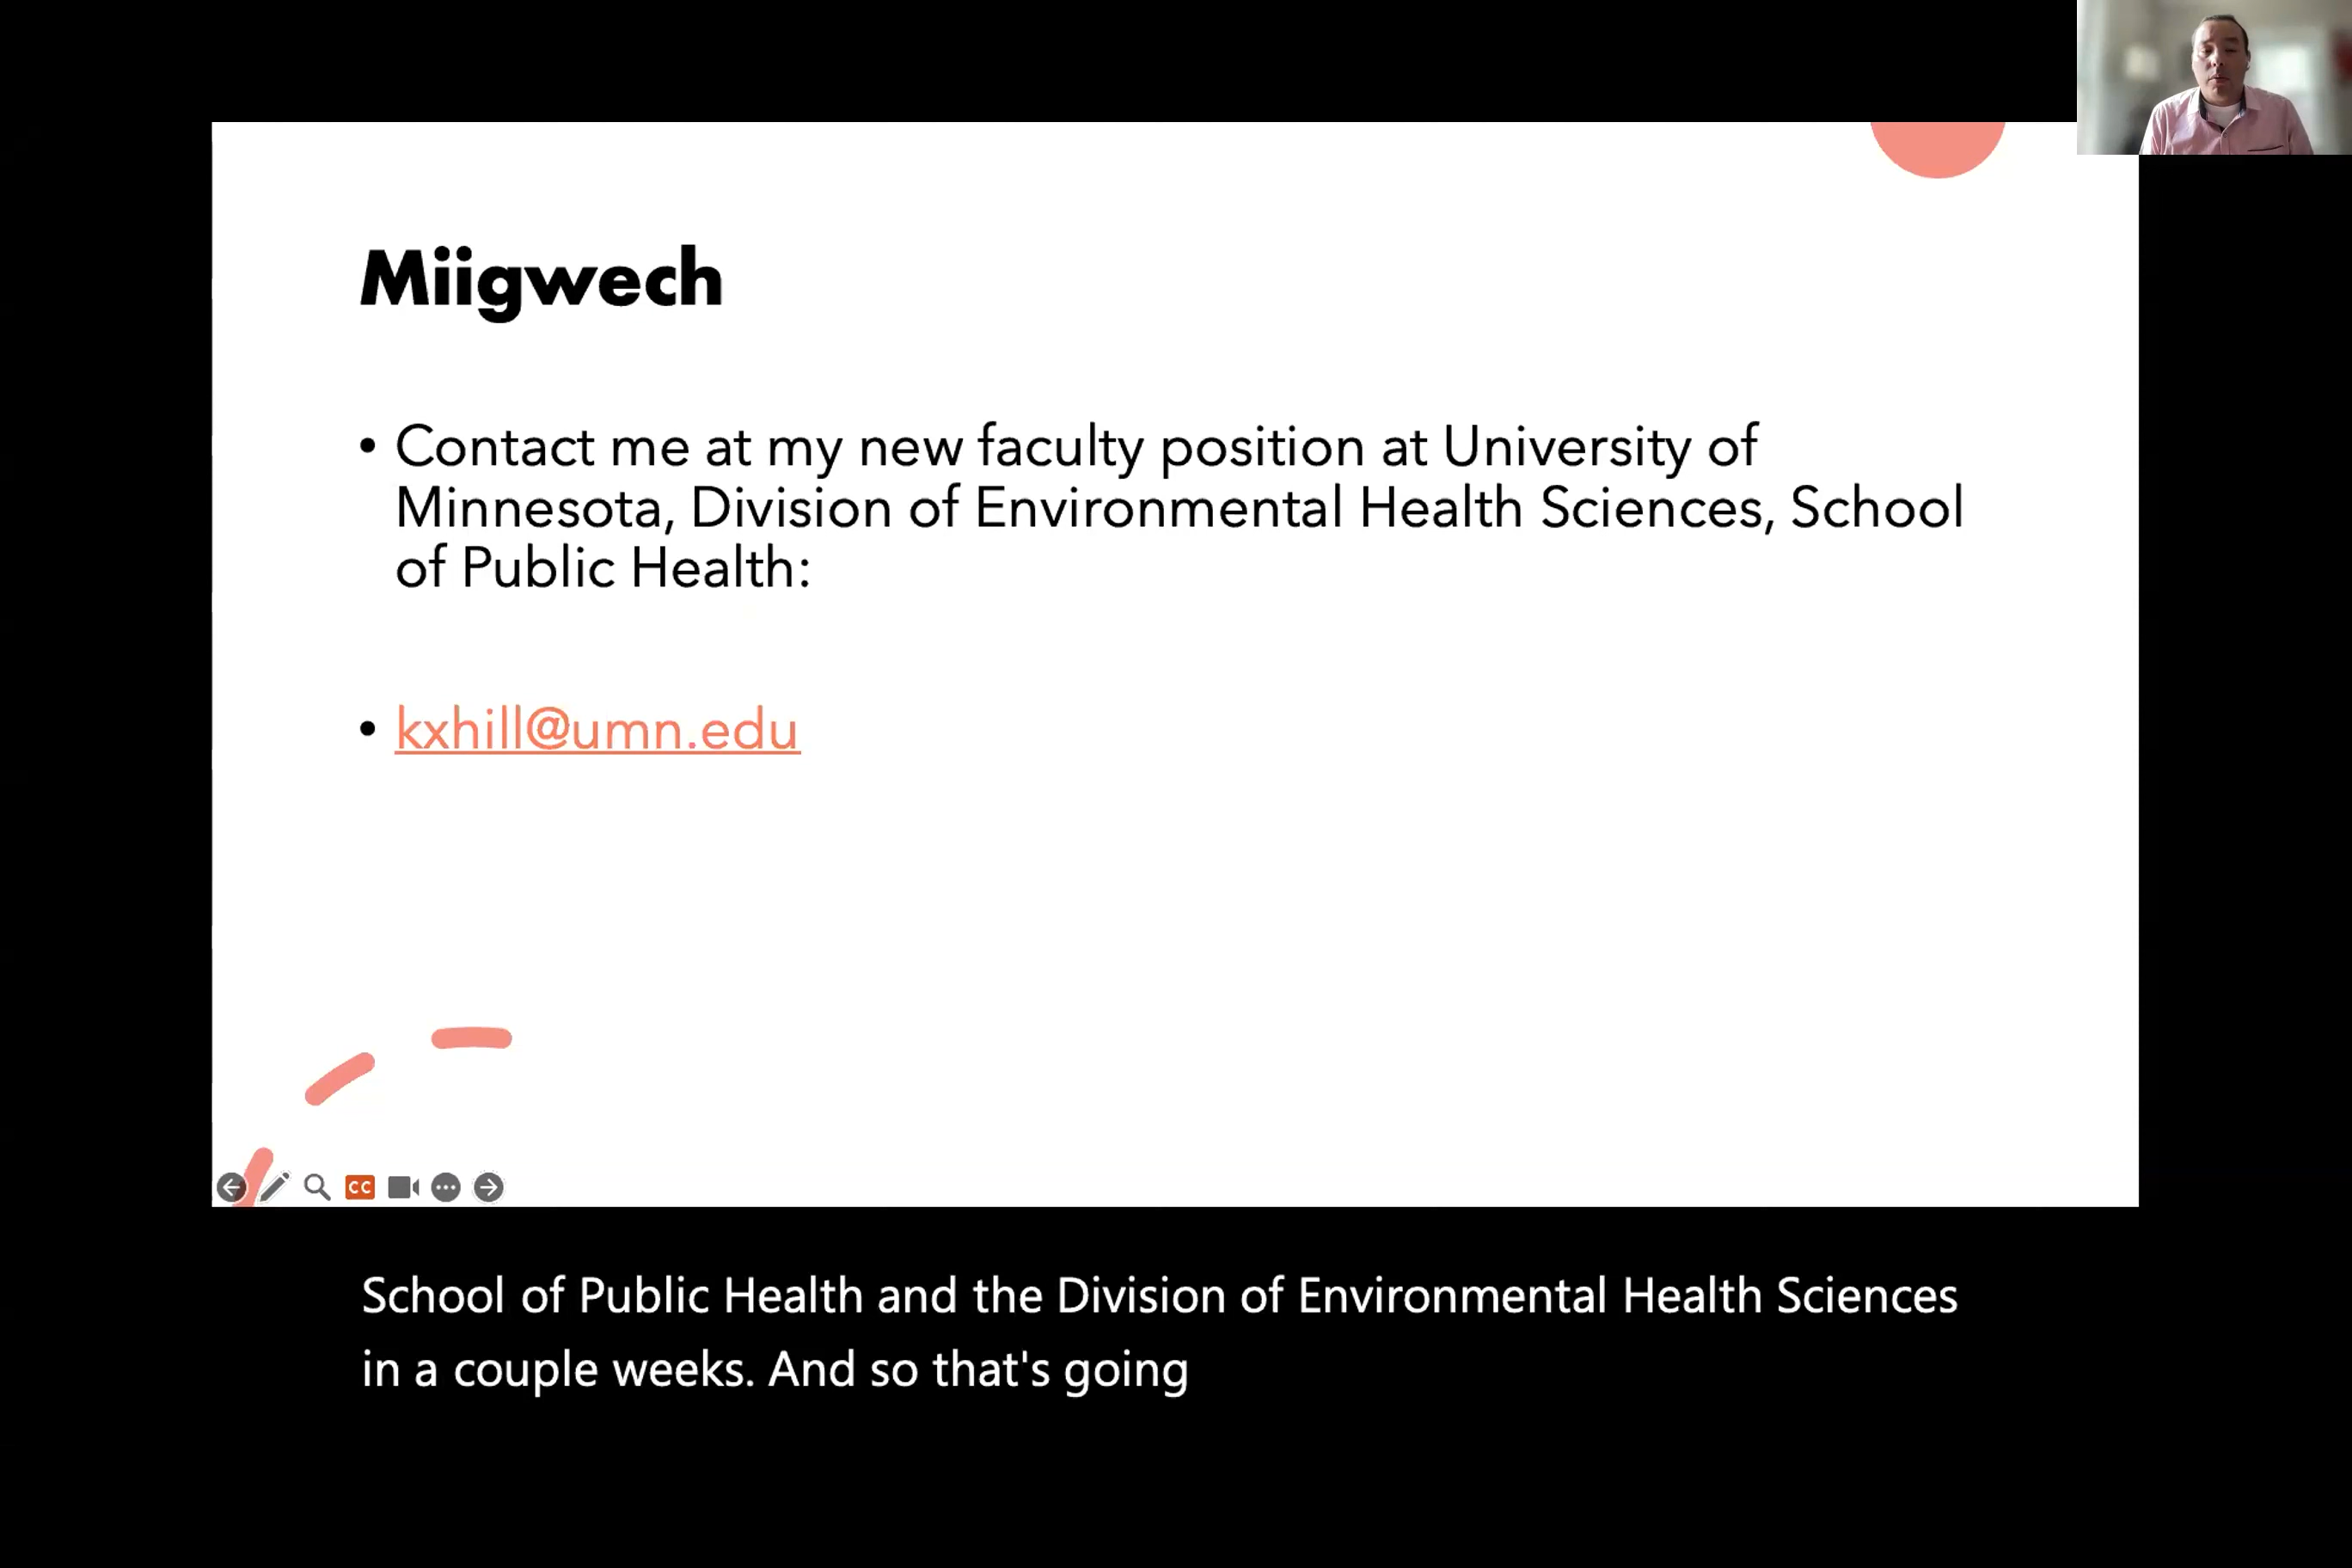 Miigwech
• Contact me at my new faculty position at University of
Minnesota, Division of Environmental Health Sciences, School
of Public Health:
• kxhill@umn.edu
CC
School of Public Health and the Division of Environmental Health Sciences
in a couple weeks. And so that's going